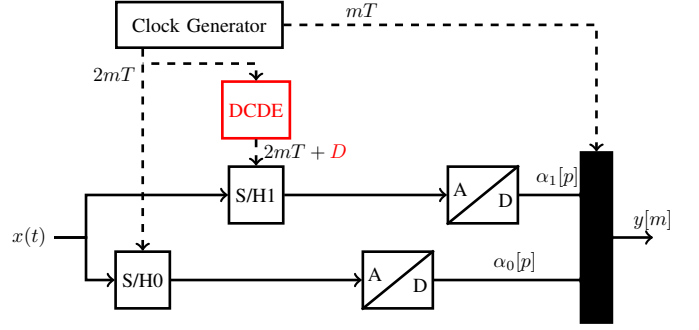 Clock Generator
mT
2mT
DCDE
2mT + D
S/H1
A
D
α₁[p]
x(t)
y[m]
S/H0
A
D
α₀[p]